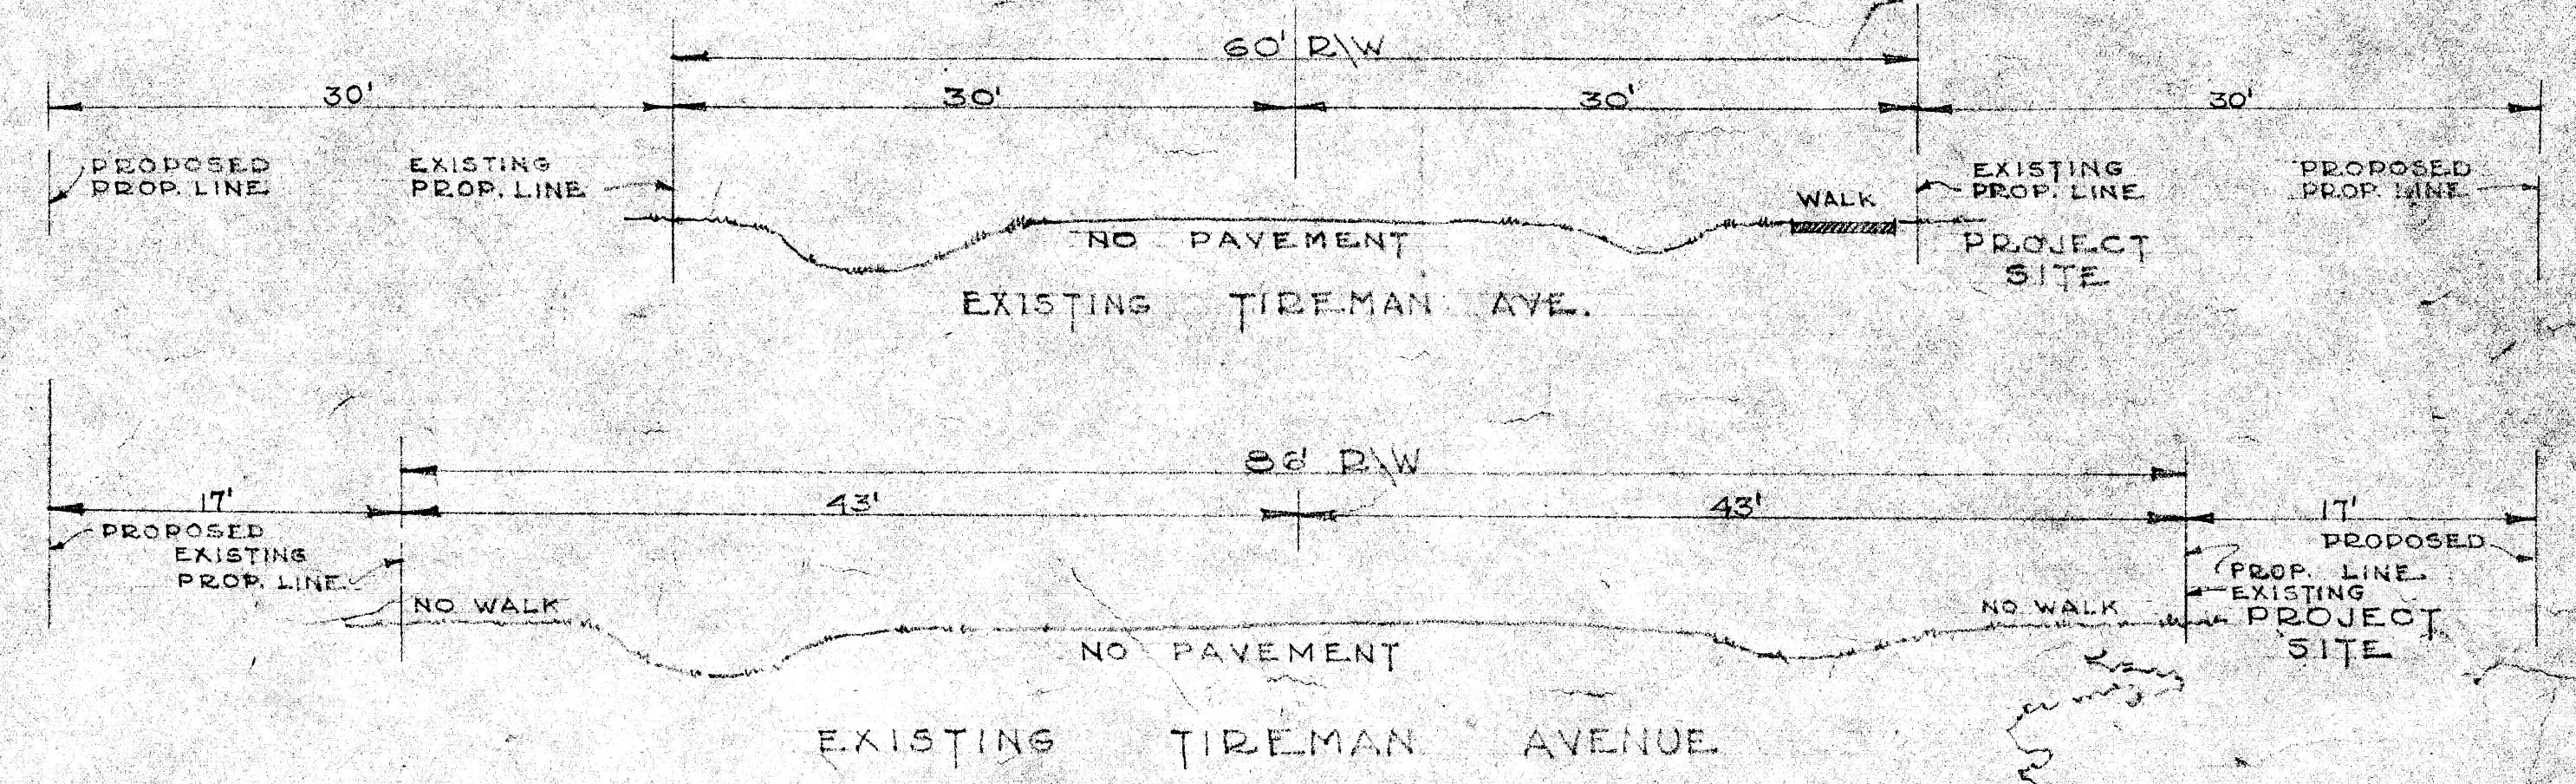 60' R\W
30'
30'
30'
30'
PROPOSED
PROP. LINE
EXISTING
PROP. LINE
WALK
EXISTING
PROP. LINE
PROPOSED
PROP. LINE
NO PAVEMENT
PROJECT
SITE
EXISTING TIREMAN AVE.
86' R\W
17'
43'
43'
17'
PROPOSED
EXISTING
PROP. LINE
PROPOSED
PROP. LINE
EXISTING
NO WALK
NO WALK
PROJECT
SITE
NO PAVEMENT
EXISTING TIREMAN AVENUE